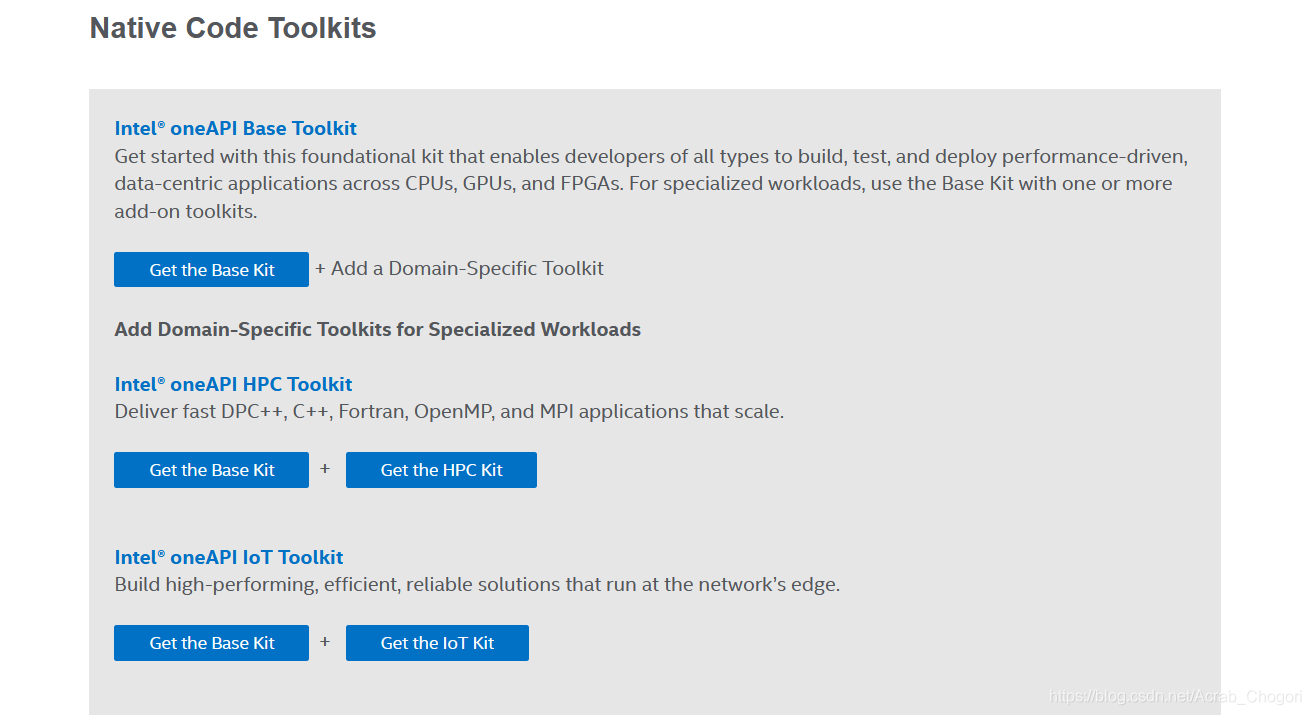 Native Code Toolkits
Intel® oneAPI Base Toolkit
Get started with this foundational kit that enables developers of all types to build, test, and deploy performance-driven,
data-centric applications across CPUs, GPUs, and FPGAs. For specialized workloads, use the Base Kit with one or more
add-on toolkits.
Get the Base Kit + Add a Domain-Specific Toolkit
Add Domain-Specific Toolkits for Specialized Workloads
Intel® oneAPI HPC Toolkit
Deliver fast DPC++, C++, Fortran, OpenMP, and MPI applications that scale.
Get the Base Kit + Get the HPC Kit
Intel® oneAPI IoT Toolkit
Build high-performing, efficient, reliable solutions that run at the network’s edge.
Get the Base Kit + Get the IoT Kit
https://blog.csdn.net/Acrab_Chogori